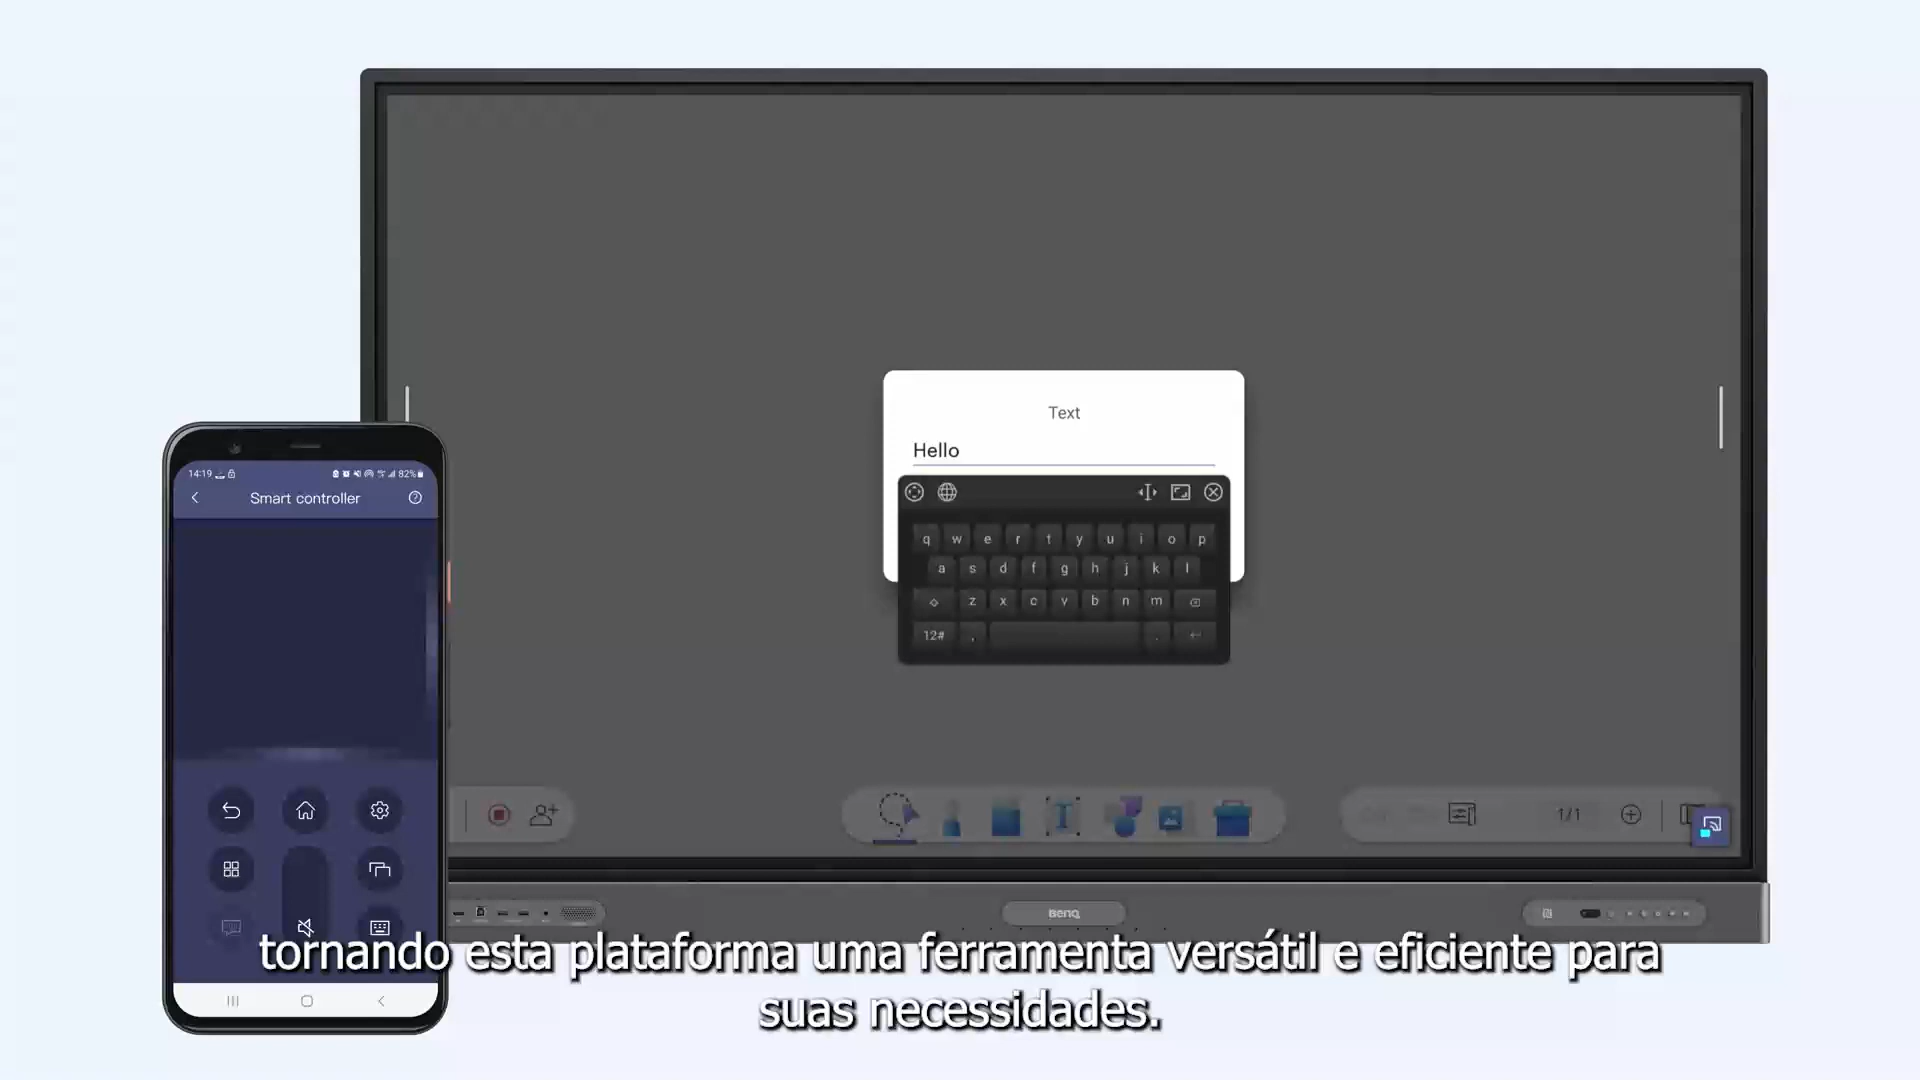 Text
Hello
14:19
82%
Smart controller
q w e r t y u i o p
a s d f g h j k l
z x c v b n m
12# , .
1/1
BenQ
tornando esta plataforma uma ferramenta versátil e eficiente para
suas necessidades.